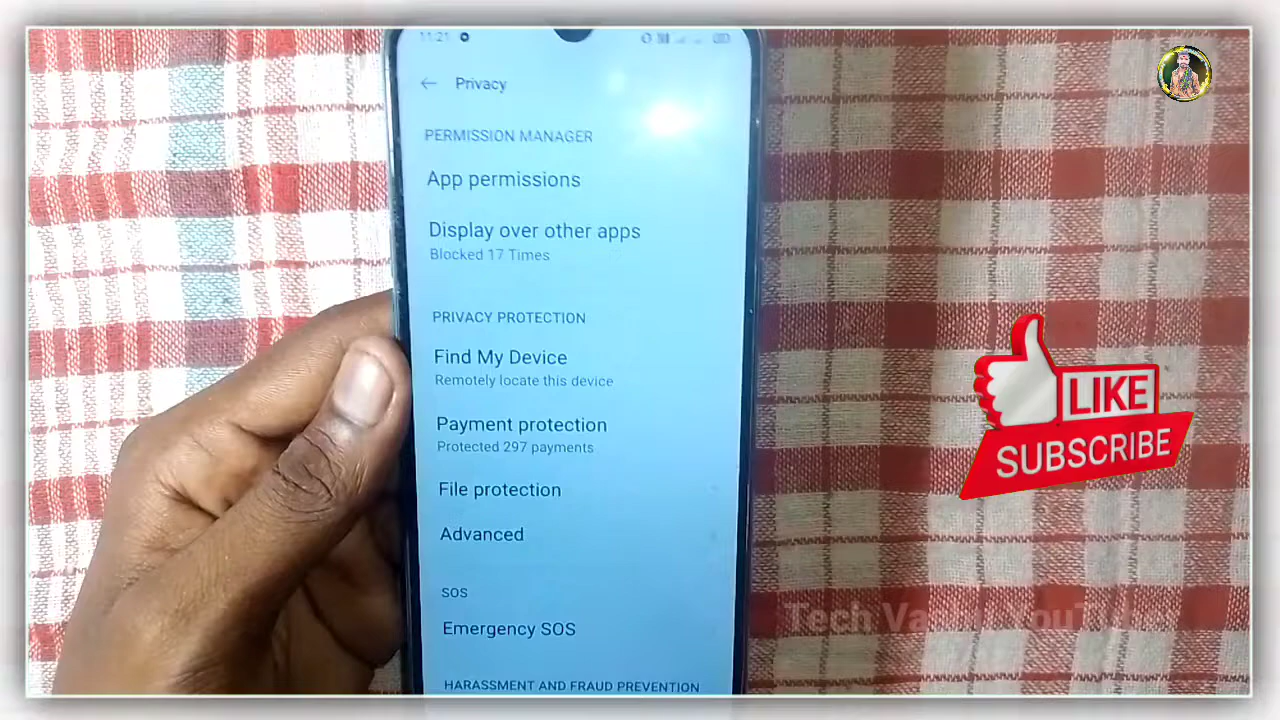 11:21
Privacy
PERMISSION MANAGER
App permissions
Display over other apps
Blocked 17 Times
PRIVACY PROTECTION
Find My Device
Remotely locate this device
Payment protection
Protected 297 payments
File protection
Advanced
SOS
Emergency SOS
HARASSMENT AND FRAUD PREVENTION
LIKE
SUBSCRIBE
Tech